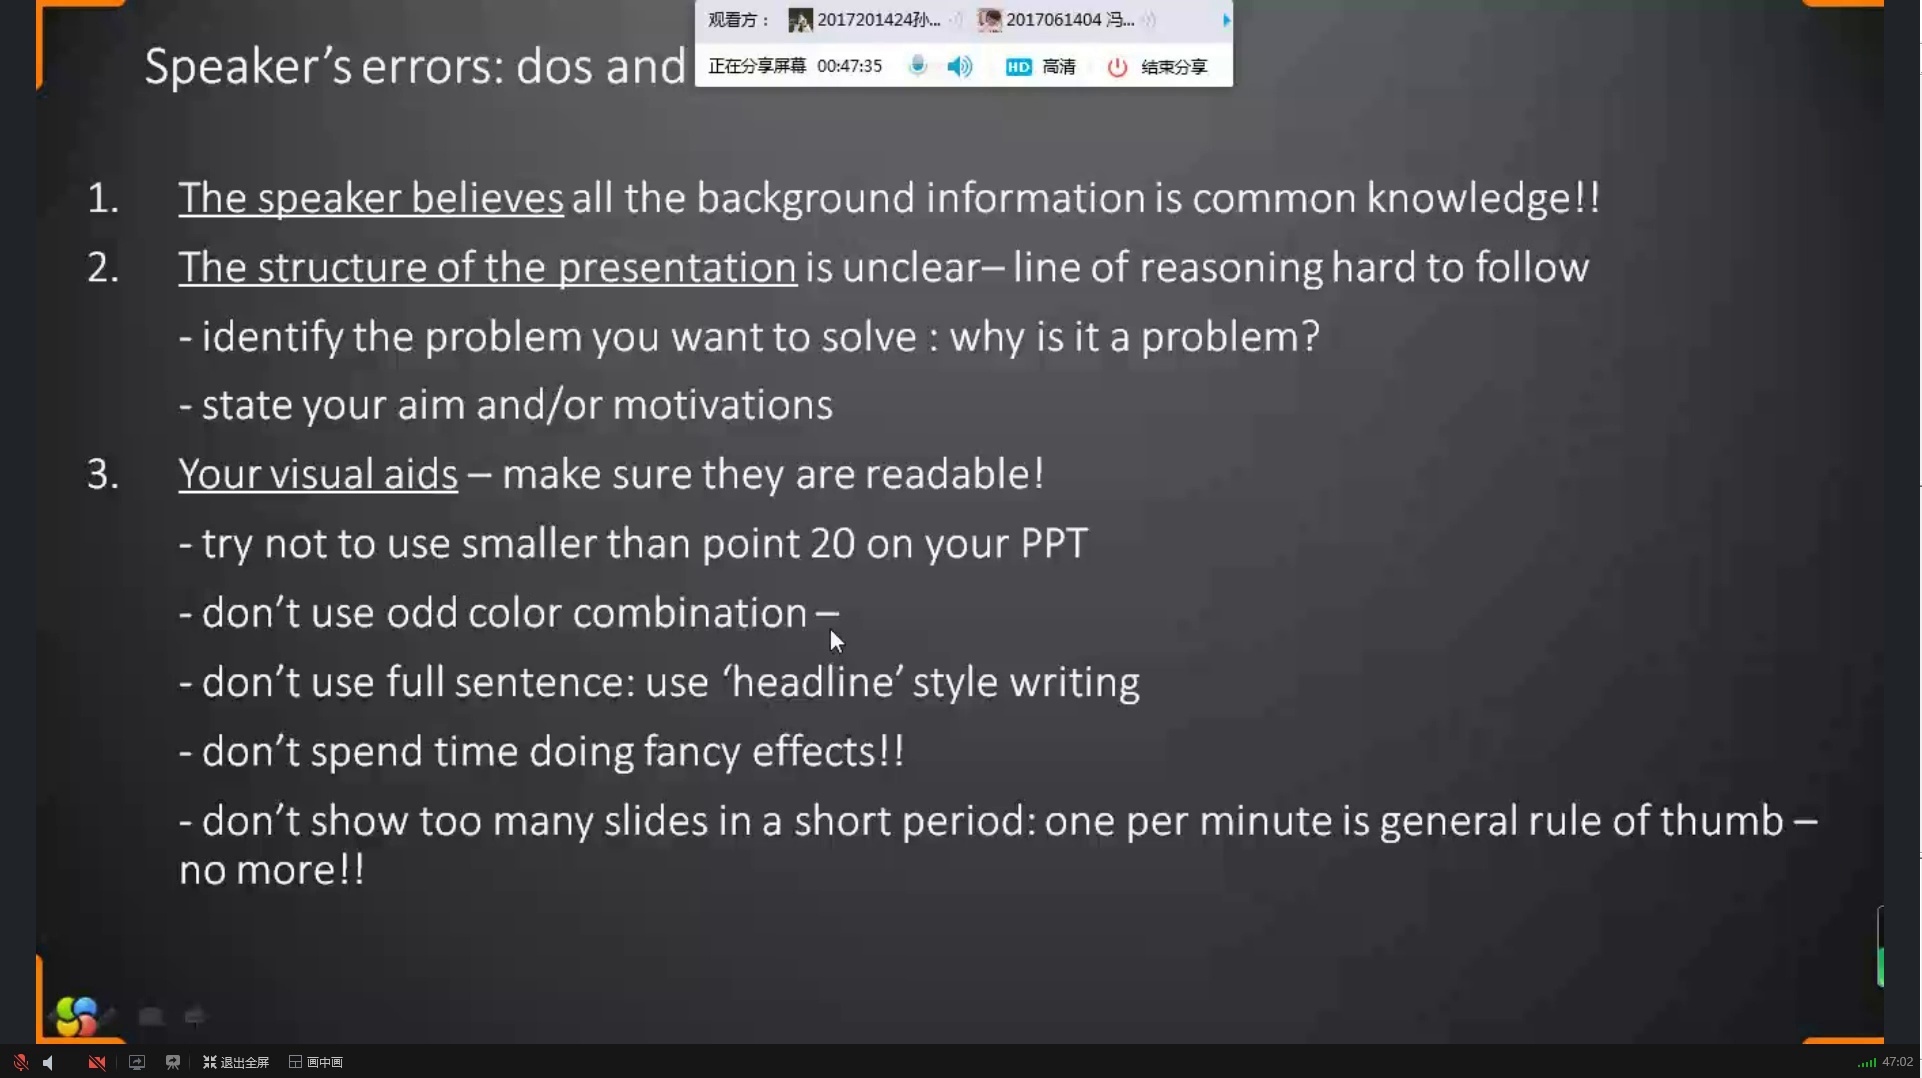 观看方： 2017201424孙... 2017061404 冯...
正在分享屏幕 00:47:35 HD 高清 结束分享
Speaker’s errors: dos and
1. The speaker believes all the background information is common knowledge!!
2. The structure of the presentation is unclear– line of reasoning hard to follow
- identify the problem you want to solve : why is it a problem?
- state your aim and/or motivations
3. Your visual aids – make sure they are readable!
- try not to use smaller than point 20 on your PPT
- don’t use odd color combination –
- don’t use full sentence: use ‘headline’ style writing
- don’t spend time doing fancy effects!!
- don’t show too many slides in a short period: one per minute is general rule of thumb –
no more!!
退出全屏 画中画 47:02